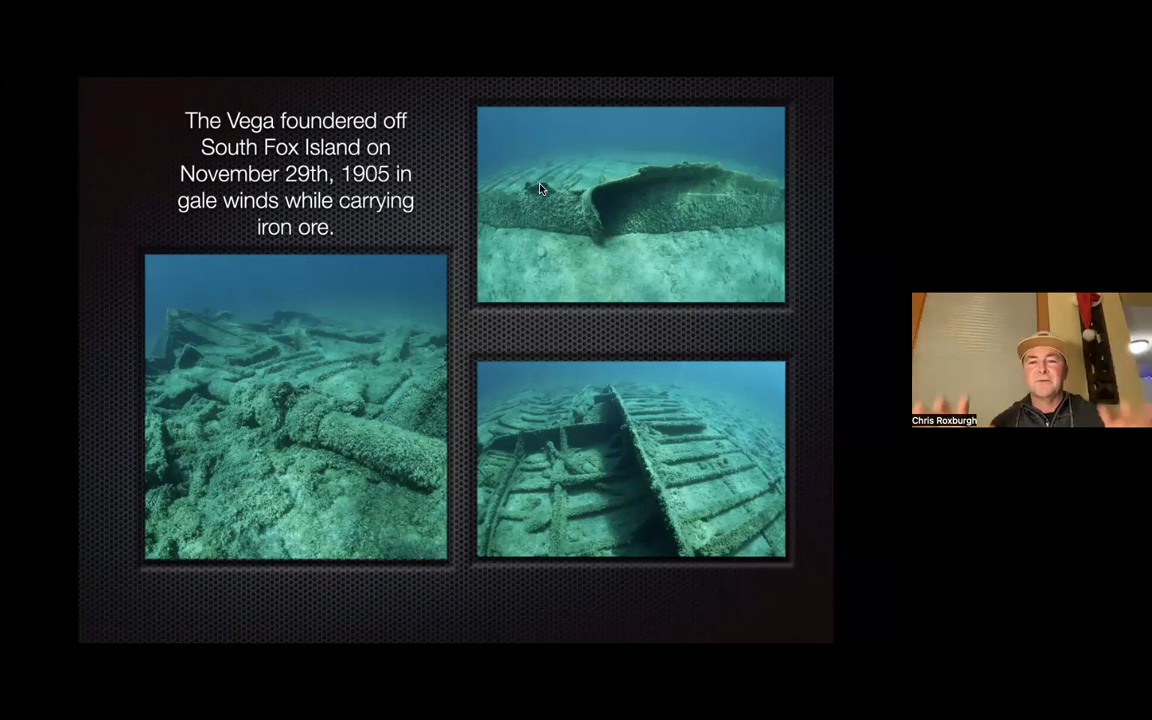 The Vega foundered off
South Fox Island on
November 29th, 1905 in
gale winds while carrying
iron ore.
Chris Roxburgh